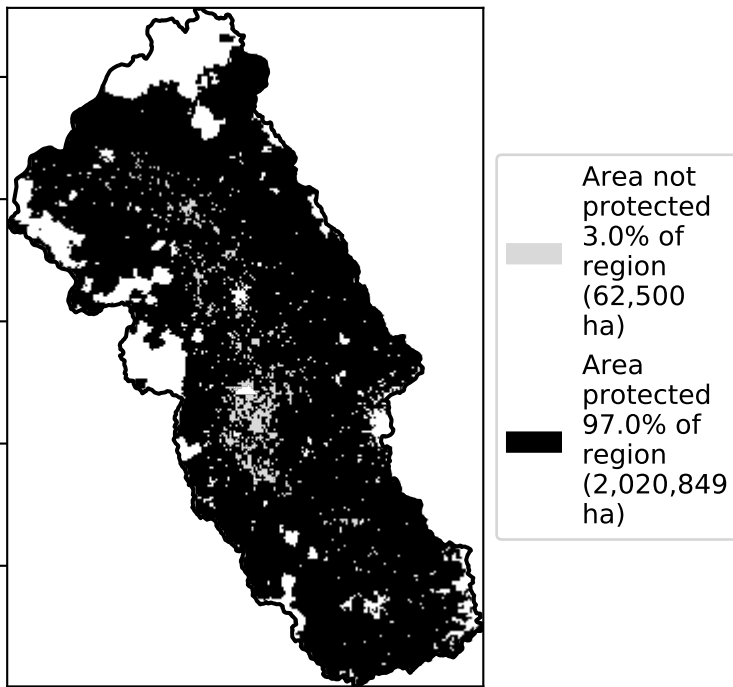 Area not
protected
3.0% of
region
(62,500
ha)
Area
protected
97.0% of
region
(2,020,849
ha)